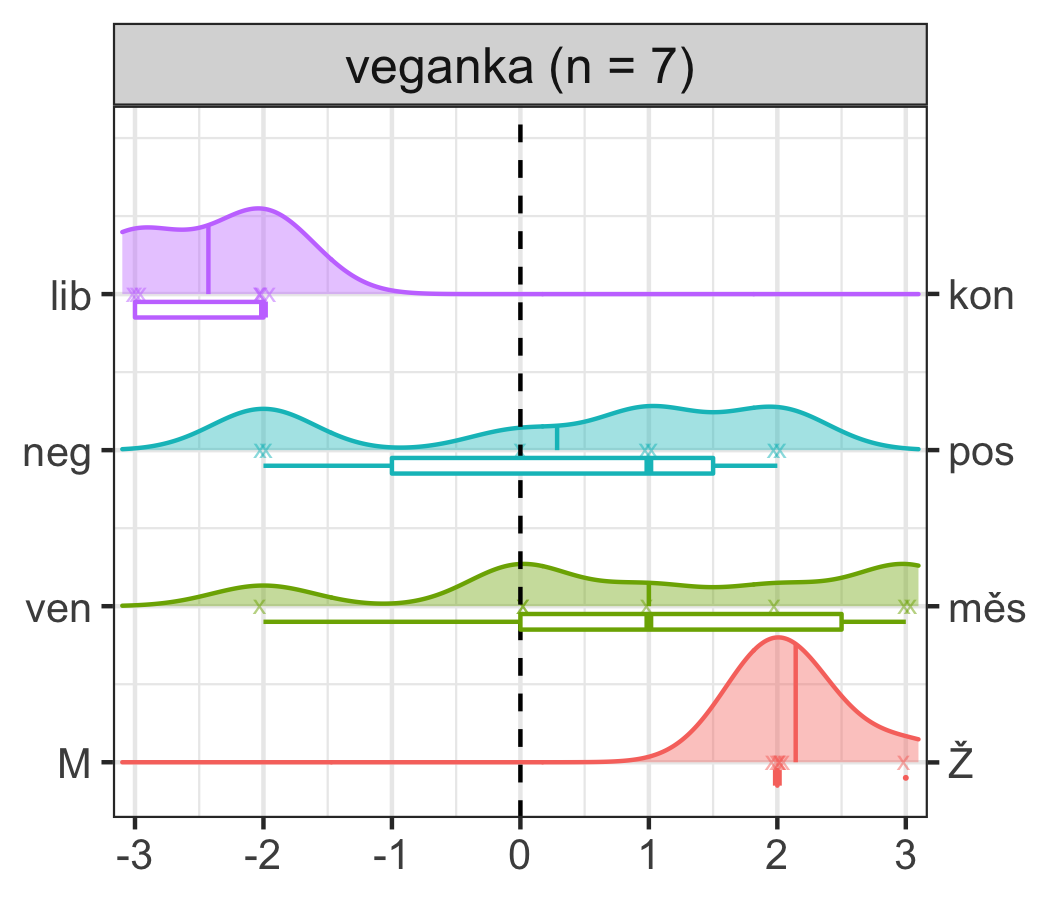 veganka (n = 7)
lib kon
neg pos
ven měs
M Ž
-3 -2 -1 0 1 2 3